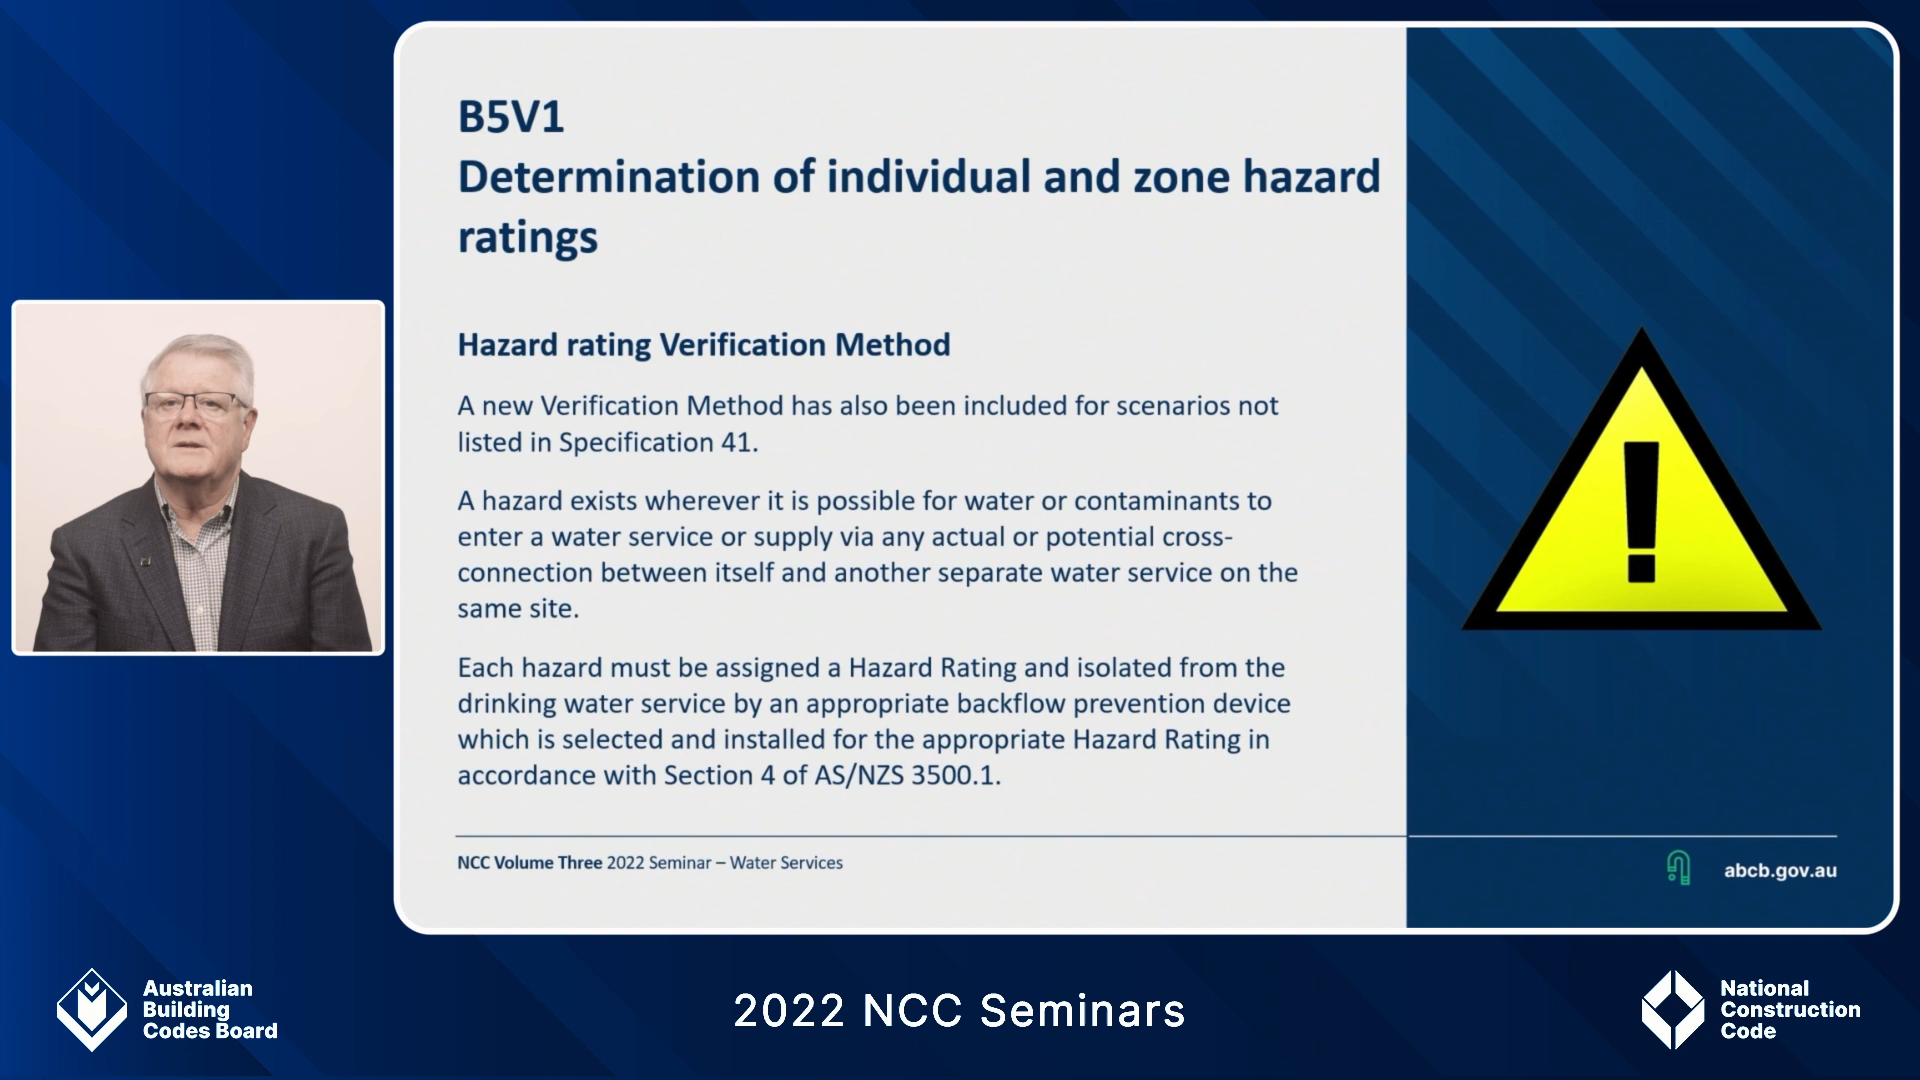 B5V1
Determination of individual and zone hazard
ratings
Hazard rating Verification Method
A new Verification Method has also been included for scenarios not
listed in Specification 41.
A hazard exists wherever it is possible for water or contaminants to
enter a water service or supply via any actual or potential cross-
connection between itself and another separate water service on the
same site.
Each hazard must be assigned a Hazard Rating and isolated from the
drinking water service by an appropriate backflow prevention device
which is selected and installed for the appropriate Hazard Rating in
accordance with Section 4 of AS/NZS 3500.1.
NCC Volume Three 2022 Seminar – Water Services
abcb.gov.au
Australian
Building
Codes Board
2022 NCC Seminars
National
Construction
Code